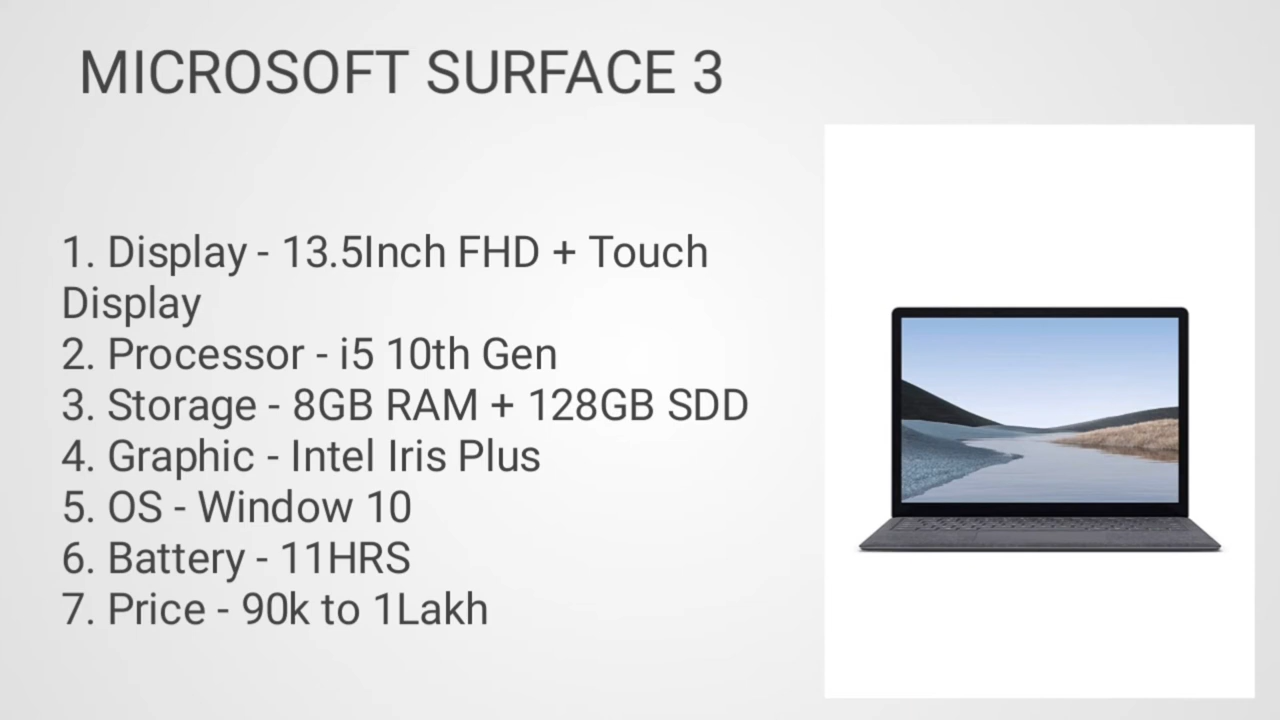 MICROSOFT SURFACE 3
1. Display - 13.5Inch FHD + Touch
Display
2. Processor - i5 10th Gen
3. Storage - 8GB RAM + 128GB SDD
4. Graphic - Intel Iris Plus
5. OS - Window 10
6. Battery - 11HRS
7. Price - 90k to 1Lakh